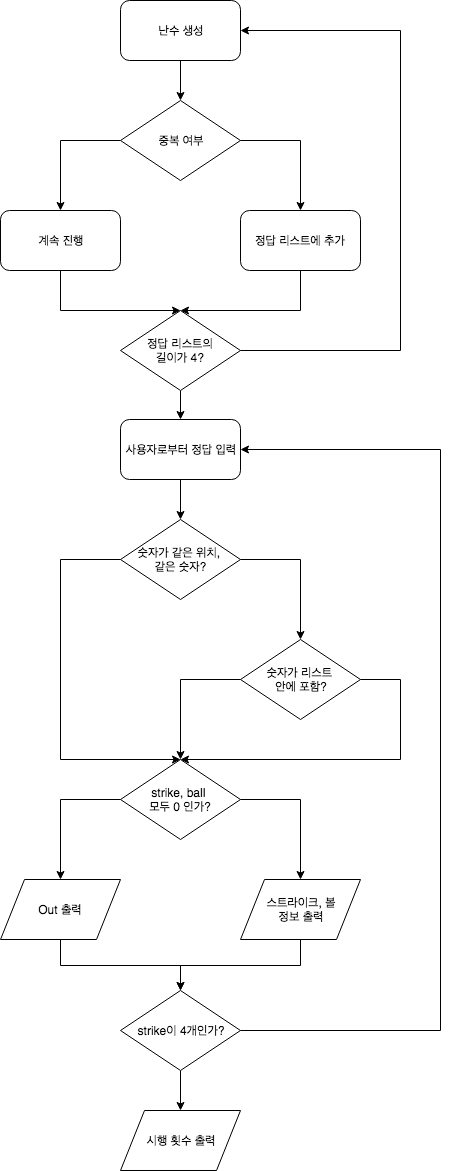 난수 생성
중복 여부
계속 진행
정답 리스트에 추가
정답 리스트의
길이가 4?
사용자로부터 정답 입력
숫자가 같은 위치,
같은 숫자?
숫자가 리스트
안에 포함?
strike, ball
모두 0 인가?
Out 출력
스트라이크, 볼
정보 출력
strike이 4개인가?
시행 횟수 출력